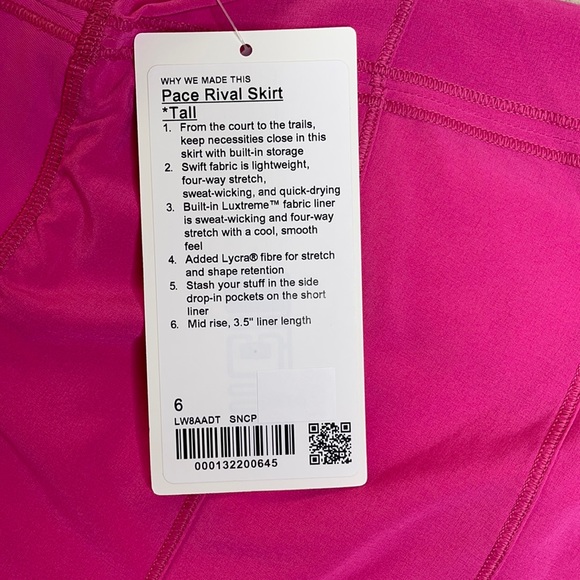 WHY WE MADE THIS
Pace Rival Skirt
*Tall
1. From the court to the trails,
keep necessities close in this
skirt with built-in storage
2. Swift fabric is lightweight,
four-way stretch,
sweat-wicking, and quick-drying
3. Built-in Luxtreme™ fabric liner
is sweat-wicking and four-way
stretch with a cool, smooth
feel
4. Added Lycra® fibre for stretch
and shape retention
5. Stash your stuff in the side
drop-in pockets on the short
liner
6. Mid rise, 3.5" liner length
6
LW8AADT SNCP
000132200645